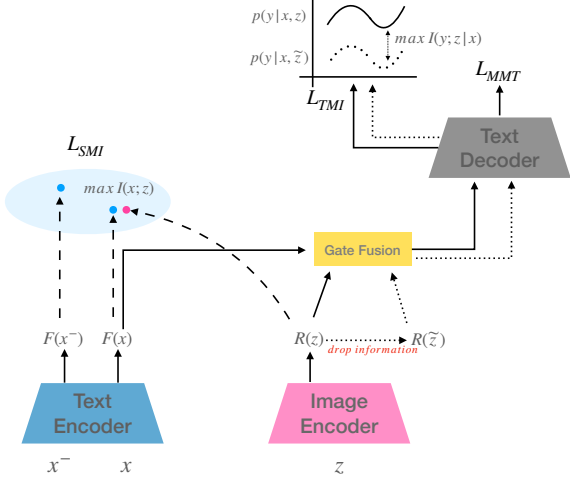 p(y|x,z)
max I(y;z|x)
p(y|x,z̃)
L_MMT
L_TMI
Text
Decoder
L_SMI
max I(x;z)
Gate Fusion
F(x⁻)
F(x)
R(z)
R(z̃)
drop information
Text
Encoder
Image
Encoder
x⁻
x
z